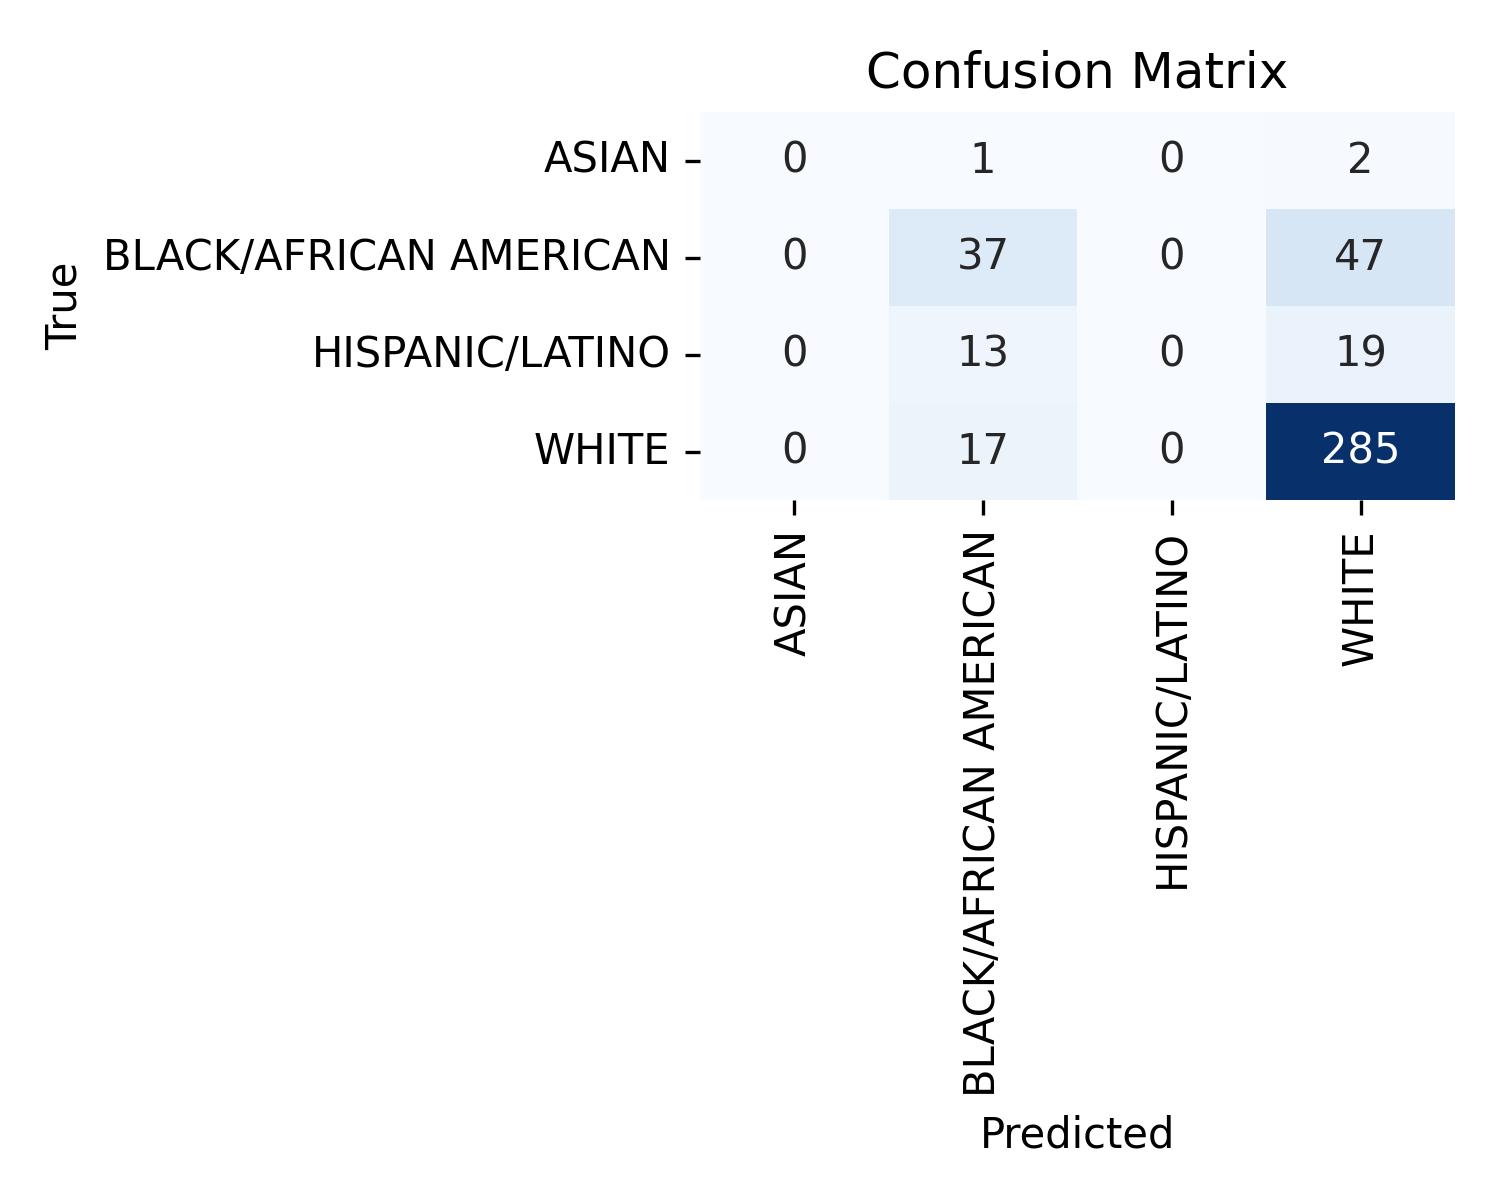 Confusion Matrix
True
ASIAN 0 1 0 2
BLACK/AFRICAN AMERICAN 0 37 0 47
HISPANIC/LATINO 0 13 0 19
WHITE 0 17 0 285
ASIAN
BLACK/AFRICAN AMERICAN
HISPANIC/LATINO
WHITE
Predicted